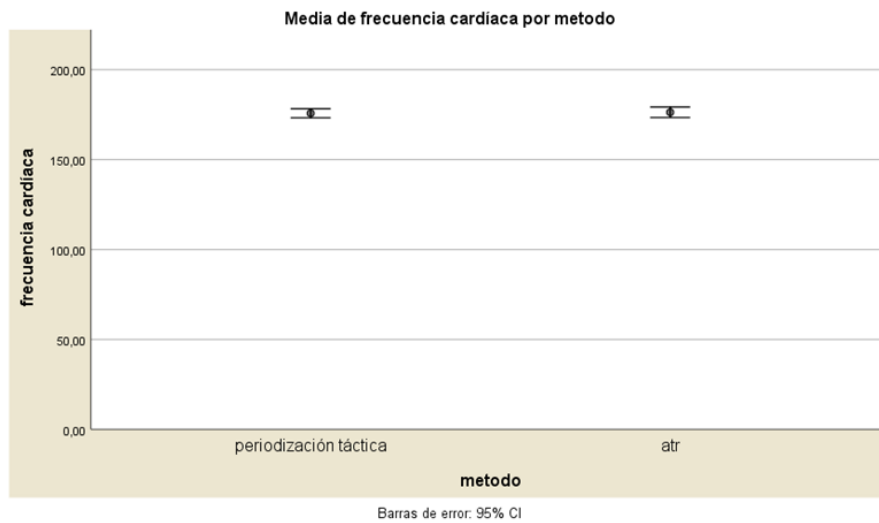 Media de frecuencia cardíaca por metodo
200,00
150,00
100,00
50,00
0,00
frecuencia cardíaca
periodización táctica
atr
metodo
Barras de error: 95% CI